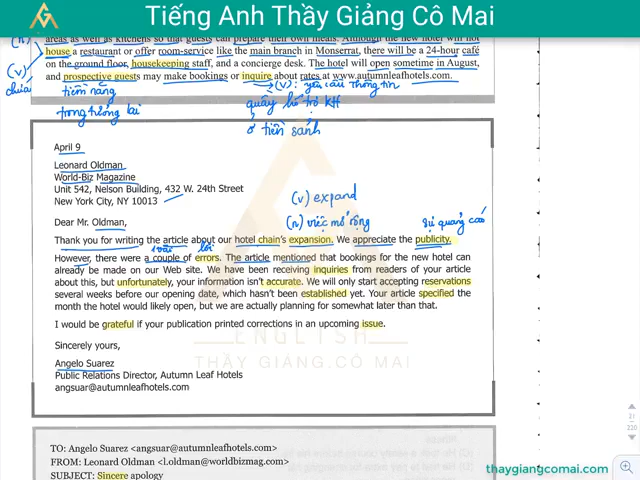 Tiếng Anh Thầy Giảng Cô Mai
areas as well as kitchens so that guests can prepare their own meals. Although the new hotel will not
(n)
house a restaurant or offer room-service like the main branch in Monserrat, there will be a 24-hour café
on the ground floor, housekeeping staff, and a concierge desk. The hotel will open sometime in August,
(v)
and prospective guests may make bookings or inquire about rates at www.autumnleafhotels.com.
chứa
tiềm năng
trong tương lai
(v): yêu cầu thông tin
quầy hỗ trợ KH
ở tiền sảnh
April 9
Leonard Oldman
World-Biz Magazine
Unit 542, Nelson Building, 432 W. 24th Street
New York City, NY 10013
(v) expand
(n) việc mở rộng
sự quảng cáo
Dear Mr. Oldman,
Thank you for writing the article about our hotel chain's expansion. We appreciate the publicity.
lỗi
However, there were a couple of errors. The article mentioned that bookings for the new hotel can
already be made on our Web site. We have been receiving inquiries from readers of your article
about this, but unfortunately, your information isn't accurate. We will only start accepting reservations
several weeks before our opening date, which hasn't been established yet. Your article specified the
month the hotel would likely open, but we are actually planning for somewhat later than that.
I would be grateful if your publication printed corrections in an upcoming issue.
Sincerely yours,
ENGLISH
THẦY GIẢNG.CÔ MAI
Angelo Suarez
Public Relations Director, Autumn Leaf Hotels
angsuar@autumnleafhotels.com
TO: Angelo Suarez <angsuar@autumnleafhotels.com>
FROM: Leonard Oldman <l.oldman@worldbizmag.com>
SUBJECT: Sincere apology
thaygiangcomai.com